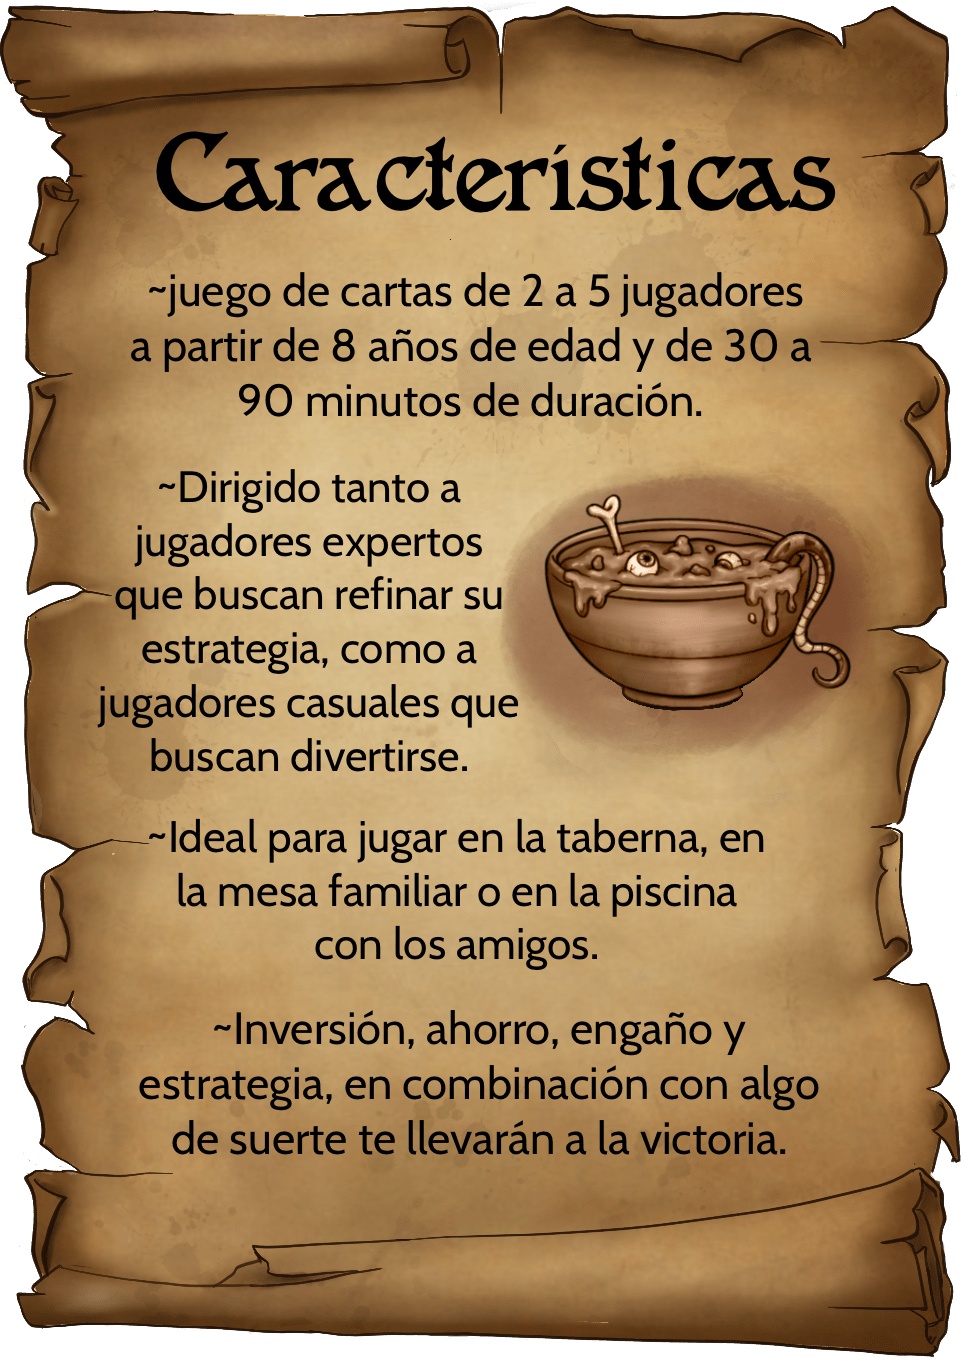 Características
~juego de cartas de 2 a 5 jugadores
a partir de 8 años de edad y de 30 a
90 minutos de duración.
~Dirigido tanto a
jugadores expertos
que buscan refinar su
estrategia, como a
jugadores casuales que
buscan divertirse.
~Ideal para jugar en la taberna, en
la mesa familiar o en la piscina
con los amigos.
~Inversión, ahorro, engaño y
estrategia, en combinación con algo
de suerte te llevarán a la victoria.